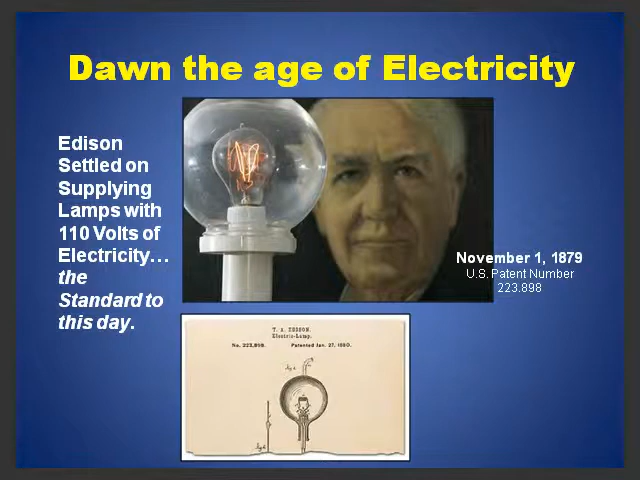 Dawn the age of Electricity
Edison
Settled on
Supplying
Lamps with
110 Volts of
Electricity…
the
Standard to
this day.
November 1, 1879
U.S. Patent Number
223.898
T. A. EDISON.
Electric-Lamp.
No. 223,898.    Patented Jan. 27, 1880.